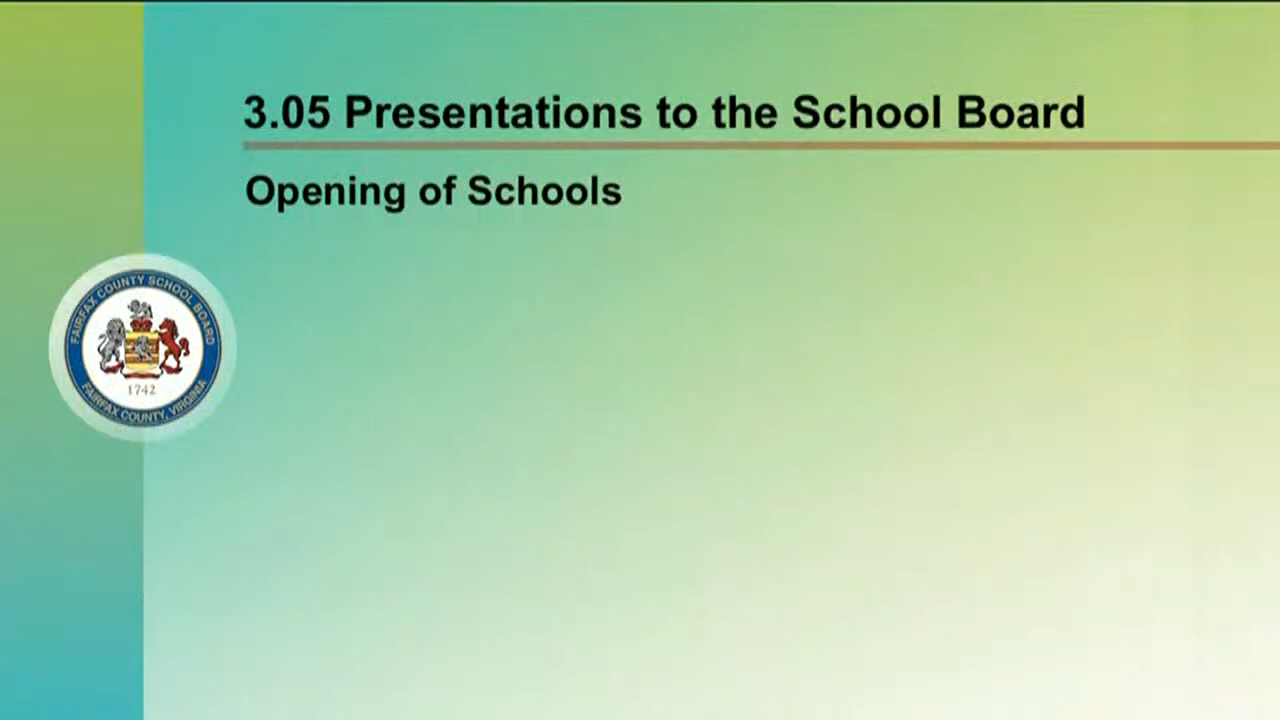 3.05 Presentations to the School Board
Opening of Schools
FAIRFAX COUNTY SCHOOL BOARD
1742
FAIRFAX COUNTY, VIRGINIA